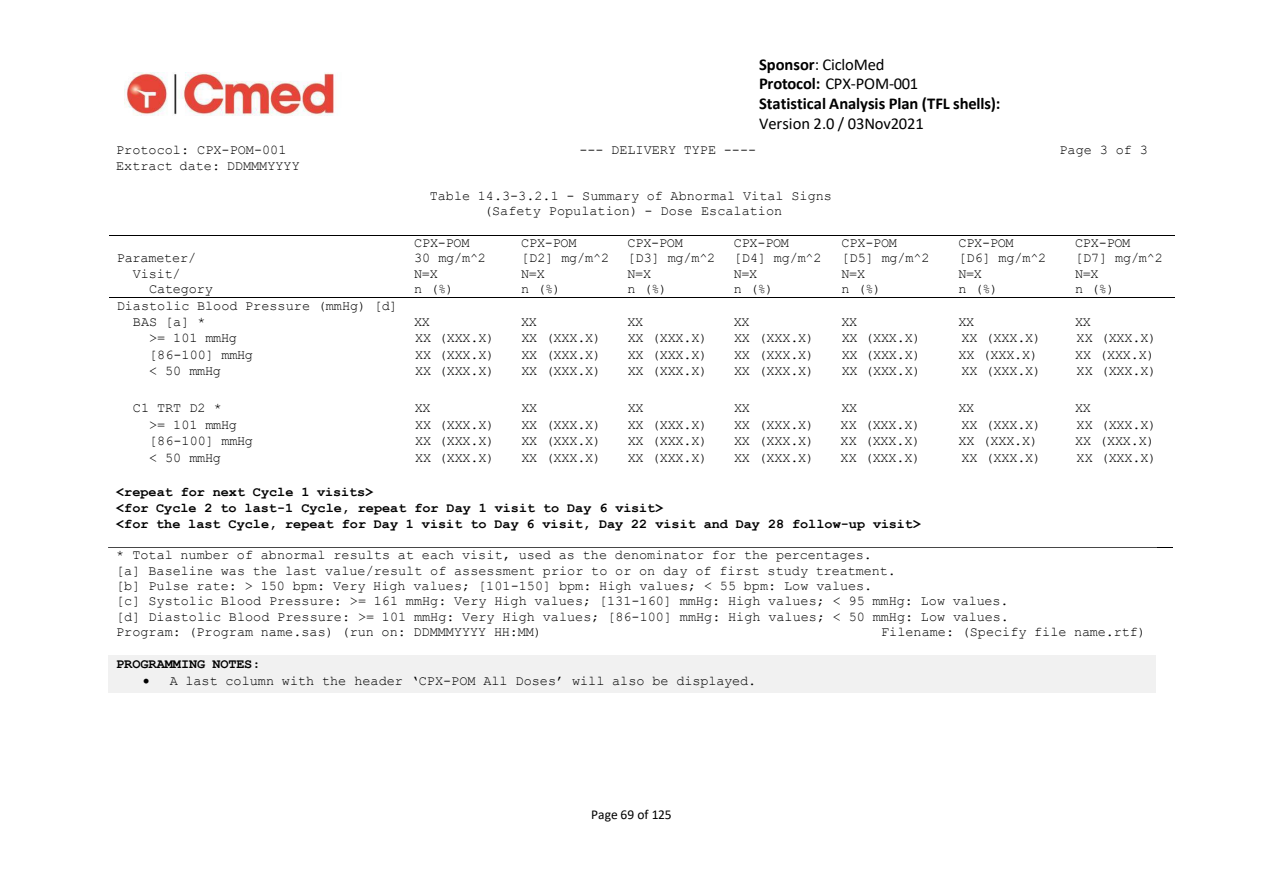 Cmed
Sponsor: CicloMed
Protocol: CPX-POM-001
Statistical Analysis Plan (TFL shells):
Version 2.0 / 03Nov2021
Protocol: CPX-POM-001 --- DELIVERY TYPE ---- Page 3 of 3
Extract date: DDMMMYYYY
Table 14.3-3.2.1 - Summary of Abnormal Vital Signs
(Safety Population) - Dose Escalation
CPX-POM CPX-POM CPX-POM CPX-POM CPX-POM CPX-POM CPX-POM
Parameter/ 30 mg/m^2 [D2] mg/m^2 [D3] mg/m^2 [D4] mg/m^2 [D5] mg/m^2 [D6] mg/m^2 [D7] mg/m^2
Visit/ N=X N=X N=X N=X N=X N=X N=X
Category n (%) n (%) n (%) n (%) n (%) n (%) n (%)
Diastolic Blood Pressure (mmHg) [d]
BAS [a] * XX XX XX XX XX XX XX
>= 101 mmHg XX (XXX.X) XX (XXX.X) XX (XXX.X) XX (XXX.X) XX (XXX.X) XX (XXX.X) XX (XXX.X)
[86-100] mmHg XX (XXX.X) XX (XXX.X) XX (XXX.X) XX (XXX.X) XX (XXX.X) XX (XXX.X) XX (XXX.X)
< 50 mmHg XX (XXX.X) XX (XXX.X) XX (XXX.X) XX (XXX.X) XX (XXX.X) XX (XXX.X) XX (XXX.X)
C1 TRT D2 * XX XX XX XX XX XX XX
>= 101 mmHg XX (XXX.X) XX (XXX.X) XX (XXX.X) XX (XXX.X) XX (XXX.X) XX (XXX.X) XX (XXX.X)
[86-100] mmHg XX (XXX.X) XX (XXX.X) XX (XXX.X) XX (XXX.X) XX (XXX.X) XX (XXX.X) XX (XXX.X)
< 50 mmHg XX (XXX.X) XX (XXX.X) XX (XXX.X) XX (XXX.X) XX (XXX.X) XX (XXX.X) XX (XXX.X)
<repeat for next Cycle 1 visits>
<for Cycle 2 to last-1 Cycle, repeat for Day 1 visit to Day 6 visit>
<for the last Cycle, repeat for Day 1 visit to Day 6 visit, Day 22 visit and Day 28 follow-up visit>
* Total number of abnormal results at each visit, used as the denominator for the percentages.
[a] Baseline was the last value/result of assessment prior to or on day of first study treatment.
[b] Pulse rate: > 150 bpm: Very High values; [101-150] bpm: High values; < 55 bpm: Low values.
[c] Systolic Blood Pressure: >= 161 mmHg: Very High values; [131-160] mmHg: High values; < 95 mmHg: Low values.
[d] Diastolic Blood Pressure: >= 101 mmHg: Very High values; [86-100] mmHg: High values; < 50 mmHg: Low values.
Program: (Program name.sas) (run on: DDMMMYYYY HH:MM) Filename: (Specify file name.rtf)
PROGRAMMING NOTES:
• A last column with the header ‘CPX-POM All Doses’ will also be displayed.
Page 69 of 125